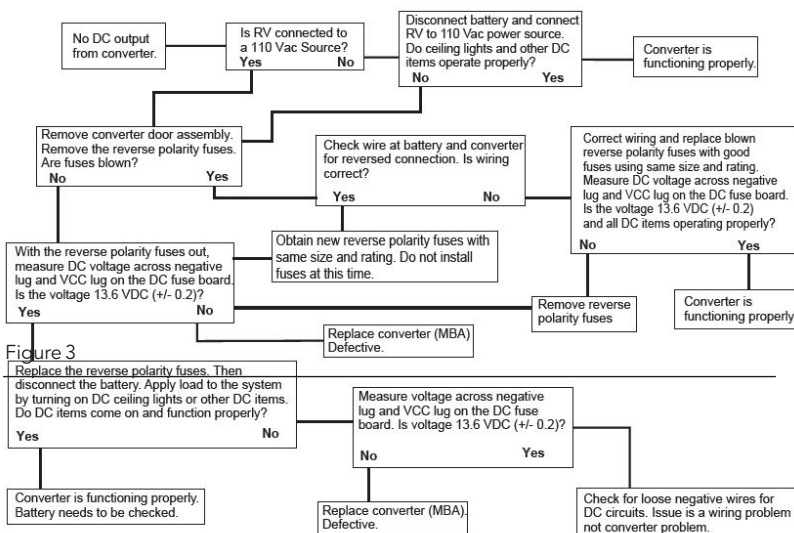 No DC output
from converter.
Is RV connected to
a 110 Vac Source?
Yes No
Disconnect battery and connect
RV to 110 Vac power source.
Do ceiling lights and other DC
items operate properly?
No Yes
Converter is
functioning properly.
Remove converter door assembly.
Remove the reverse polarity fuses.
Are fuses blown?
No Yes
Check wire at battery and converter
for reversed connection. Is wiring
correct?
Yes No
Correct wiring and replace blown
reverse polarity fuses with good
fuses using same size and rating.
Measure DC voltage across negative
lug and VCC lug on the DC fuse board.
Is the voltage 13.6 VDC (+/- 0.2)
and all DC items operating properly?
No Yes
With the reverse polarity fuses out,
measure DC voltage across negative
lug and VCC lug on the DC fuse board.
Is the voltage 13.6 VDC (+/- 0.2)?
Yes No
Obtain new reverse polarity fuses with
same size and rating. Do not install
fuses at this time.
Remove reverse
polarity fuses
Converter is
functioning properly
Replace converter (MBA)
Defective.
Figure 3
Replace the reverse polarity fuses. Then
disconnect the battery. Apply load to the system
by turning on DC ceiling lights or other DC items.
Do DC items come on and function properly?
Yes No
Measure voltage across negative
lug and VCC lug on the DC fuse
board. Is voltage 13.6 VDC (+/- 0.2)?
No Yes
Converter is functioning properly.
Battery needs to be checked.
Replace converter (MBA).
Defective.
Check for loose negative wires for
DC circuits. Issue is a wiring problem
not converter problem.